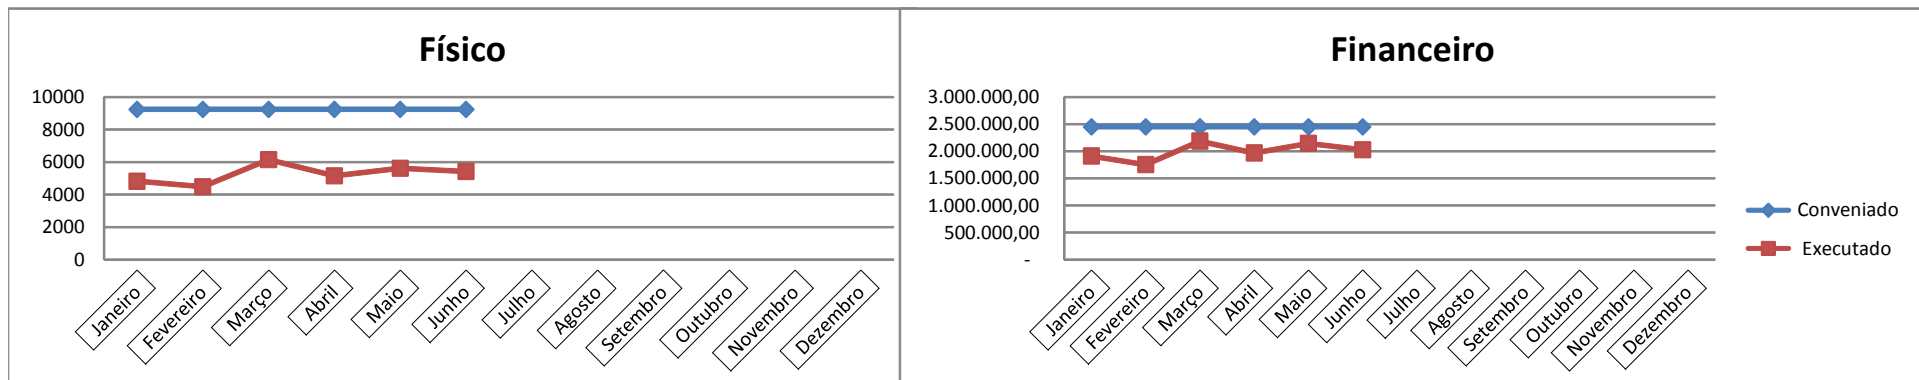 Físico
10000
8000
6000
4000
2000
0
Janeiro
Fevereiro
Março
Abril
Maio
Junho
Julho
Agosto
Setembro
Outubro
Novembro
Dezembro
Financeiro
3.000.000,00
2.500.000,00
2.000.000,00
1.500.000,00
1.000.000,00
500.000,00
-
Janeiro
Fevereiro
Março
Abril
Maio
Junho
Julho
Agosto
Setembro
Outubro
Novembro
Dezembro
Conveniado
Executado